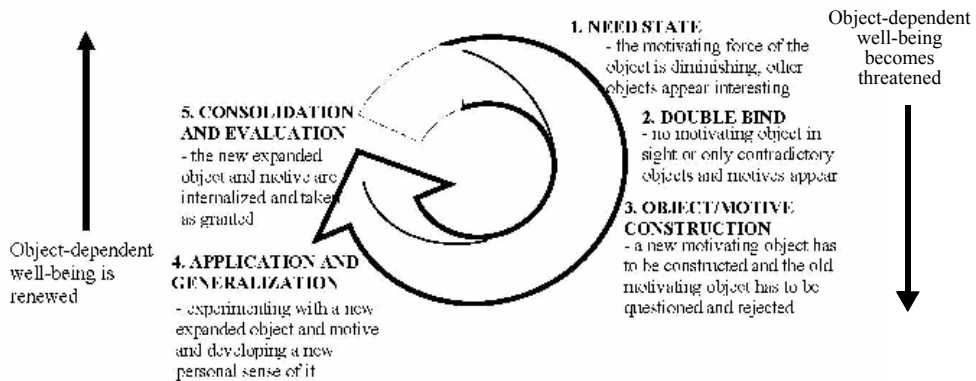 1. NEED STATE
- the motivating force of the
object is diminishing, other
objects appear interesting
2. DOUBLE BIND
- no motivating object in
sight or only contradictory
objects and motives appear
3. OBJECT/MOTIVE
CONSTRUCTION
- a new motivating object has
to be constructed and the old
motivating object has to be
questioned and rejected
4. APPLICATION AND
GENERALIZATION
- experimenting with a new
expanded object and motive
and developing a new
personal sense of it
5. CONSOLIDATION
AND EVALUATION
- the new expanded
object and motive are
internalized and taken
as granted
Object-dependent
well-being is
renewed
Object-dependent
well-being
becomes
threatened